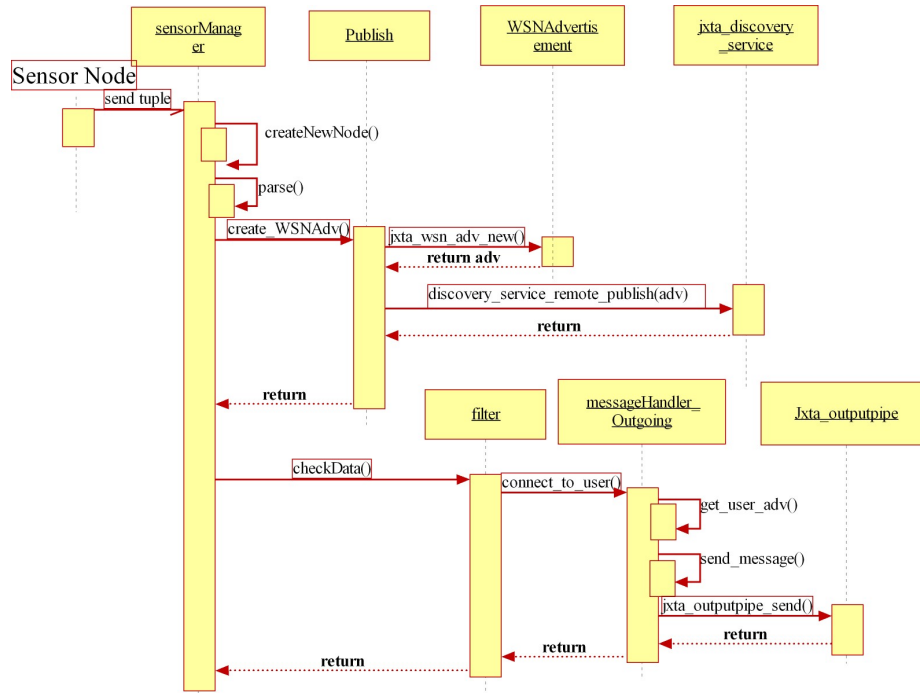 sensorManag
er
Publish
WSNAdvertis
ement
jxta_discovery
_service
Sensor Node
send tuple
createNewNode()
parse()
create_WSNAdv()
jxta_wsn_adv_new()
return adv
discovery_service_remote_publish(adv)
return
return
filter
messageHandler_
Outgoing
Jxta_outputpipe
checkData()
connect_to_user()
get_user_adv()
send_message()
jxta_outputpipe_send()
return
return
return